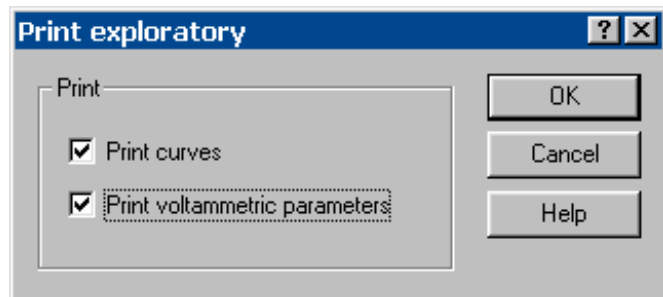 Print exploratory
Print
Print curves
Print voltammetric parameters
OK
Cancel
Help